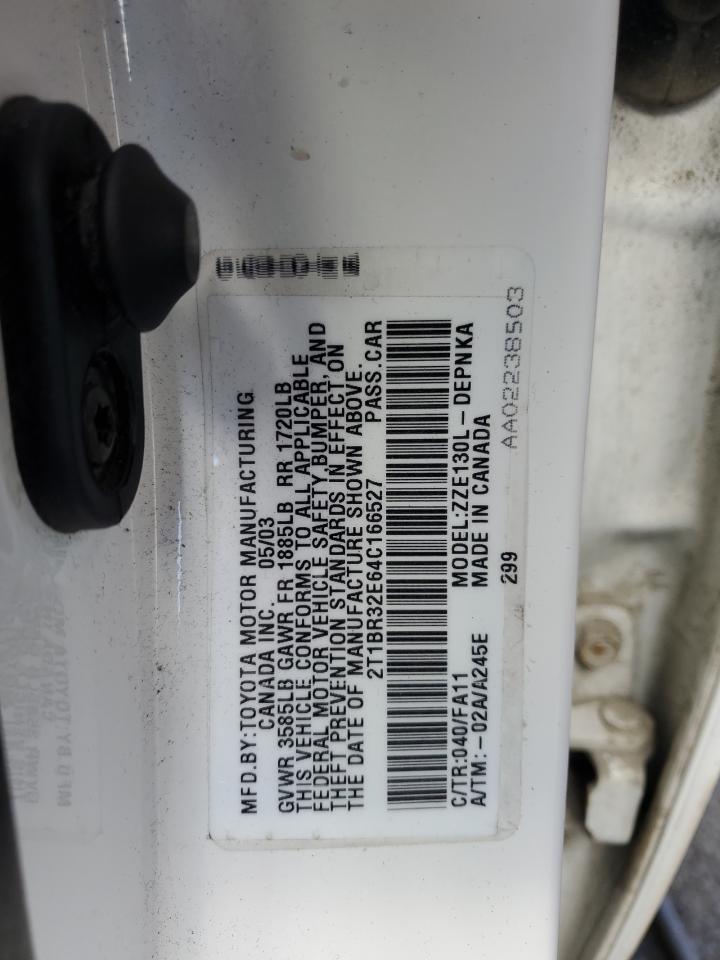 MFD.BY:TOYOTA MOTOR MANUFACTURING
CANADA INC. 05/03
GVWR 3585LB GAWR FR 1885LB RR 1720LB
THIS VEHICLE CONFORMS TO ALL APPLICABLE
FEDERAL MOTOR VEHICLE SAFETY,BUMPER, AND
THEFT PREVENTION STANDARDS IN EFFECT ON
THE DATE OF MANUFACTURE SHOWN ABOVE.
2T1BR32E64C166527 PASS.CAR
C/TR:040/FA11 MODEL:ZZE130L-DEPNKA
A/TM:-02A/A245E MADE IN CANADA
299
AA02238503